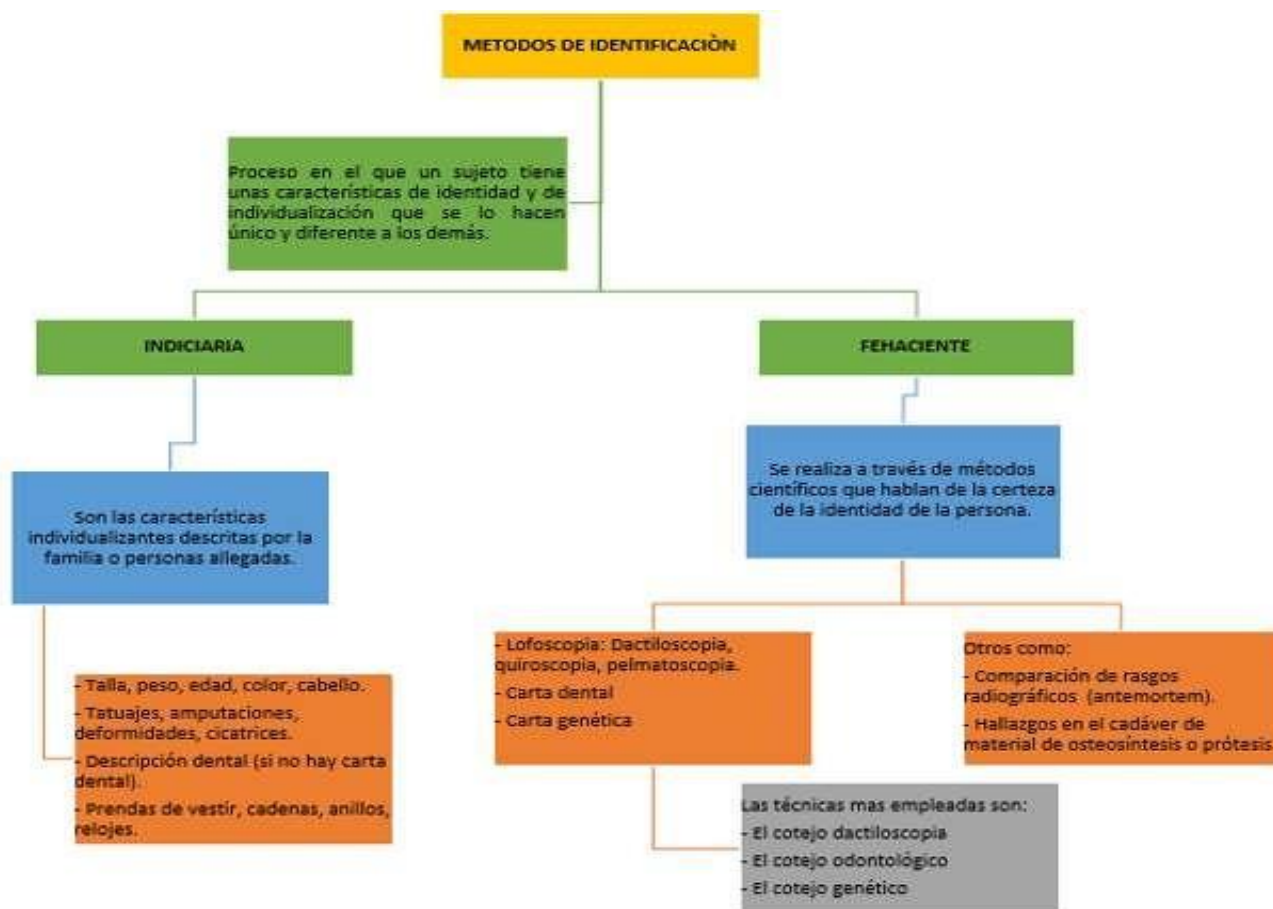 METODOS DE IDENTIFICACIÒN
Proceso en el que un sujeto tiene
unas características de identidad y de
individualización que se lo hacen
único y diferente a los demás.
INDICIARIA
FEHACIENTE
Son las características
individualizantes descritas por la
familia o personas allegadas.
Se realiza a través de métodos
científicos que hablan de la certeza
de la identidad de la persona.
- Talla, peso, edad, color, cabello.
- Tatuajes, amputaciones,
deformidades, cicatrices.
- Descripción dental (si no hay carta
dental).
- Prendas de vestir, cadenas, anillos,
relojes.
- Lofoscopia: Dactiloscopia,
quiroscopia, pelmatoscopia.
- Carta dental
- Carta genética
Otros como:
- Comparación de rasgos
radiográficos (antemortem).
- Hallazgos en el cadáver de
material de osteosíntesis o prótesis
Las técnicas mas empleadas son:
- El cotejo dactiloscopia
- El cotejo odontológico
- El cotejo genético